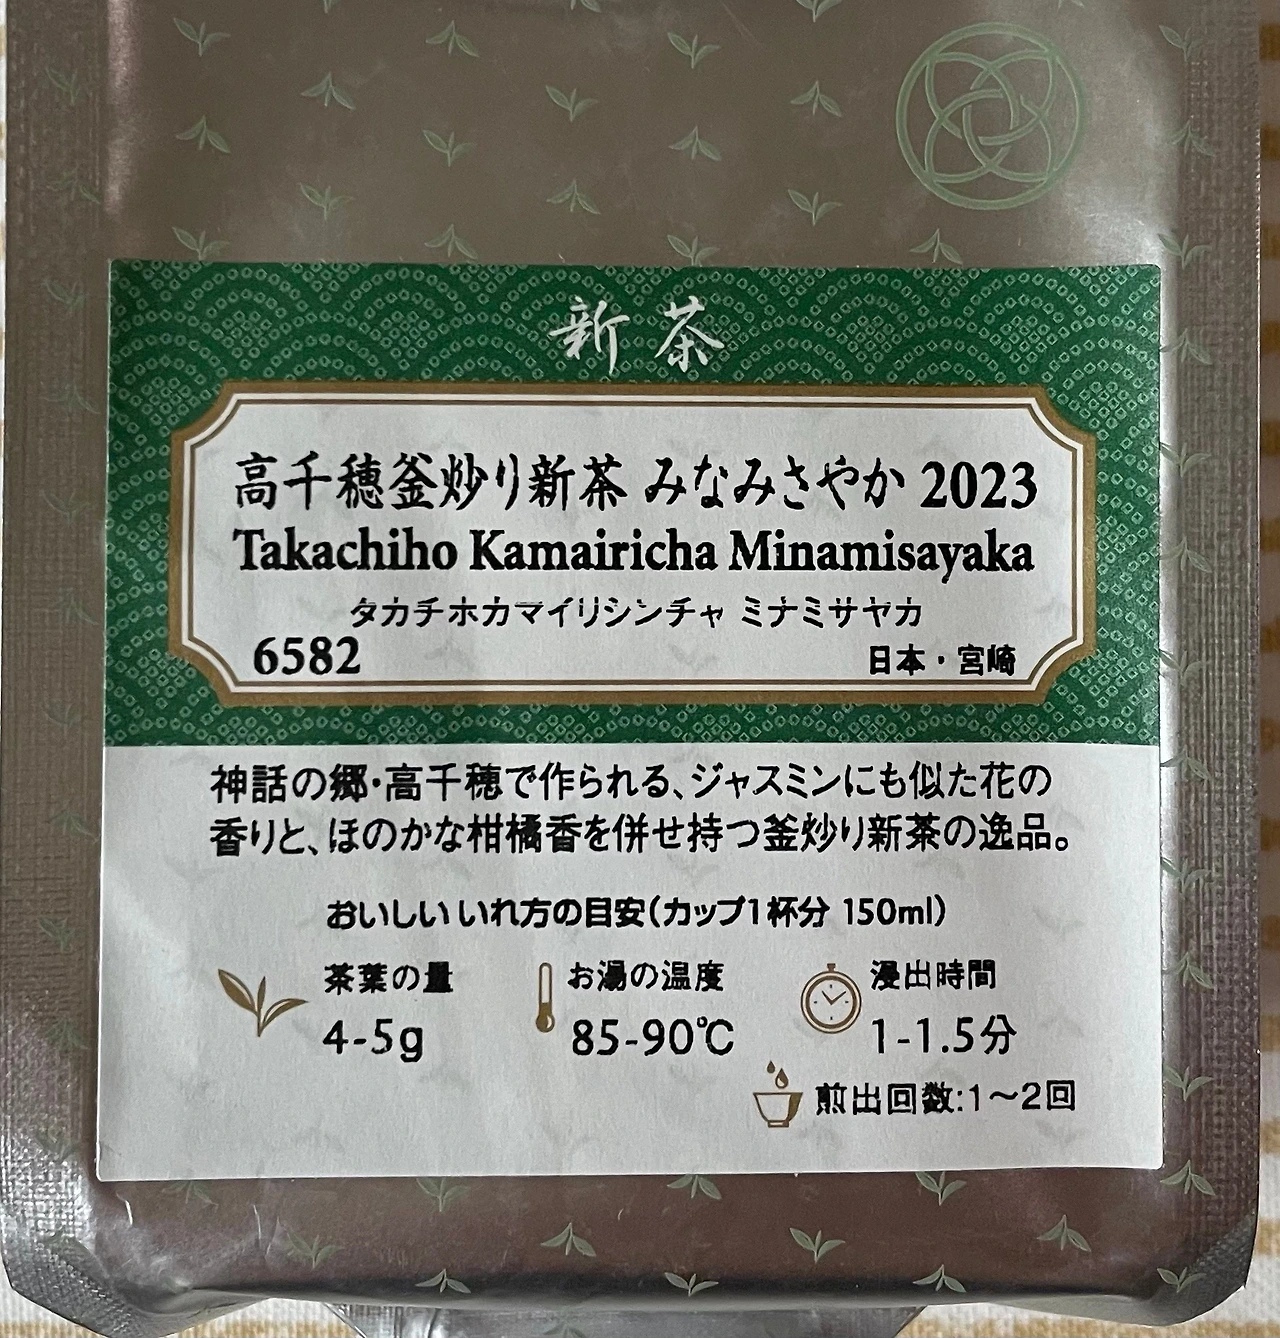 新茶
高千穂釜炒り新茶 みなみさやか 2023
Takachiho Kamairicha Minamisayaka
タカチホカマイリシンチャ ミナミサヤカ
6582 日本・宮崎
神話の郷・高千穂で作られる、ジャスミンにも似た花の
香りと、ほのかな柑橘香を併せ持つ釜炒り新茶の逸品。
おいしい いれ方の目安(カップ1杯分 150ml)
茶葉の量 お湯の温度 浸出時間
4-5g 85-90℃ 1-1.5分
煎出回数:1〜2回